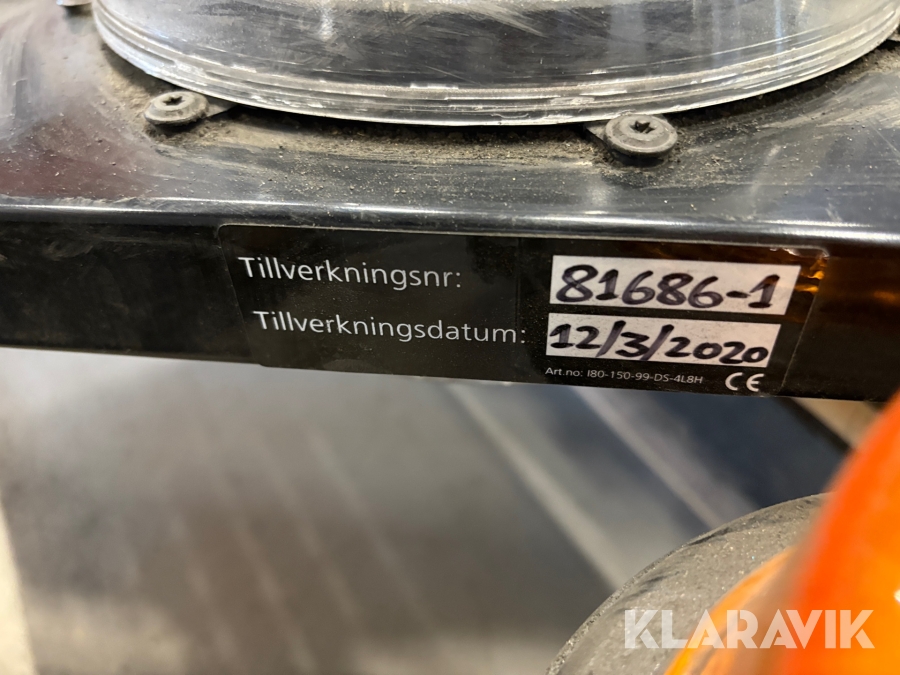 Tillverkningsnr: 81686-1
Tillverkningsdatum: 12/3/2020
Art.no: I80-150-99-DS-4L8H CE
KLARAVIK